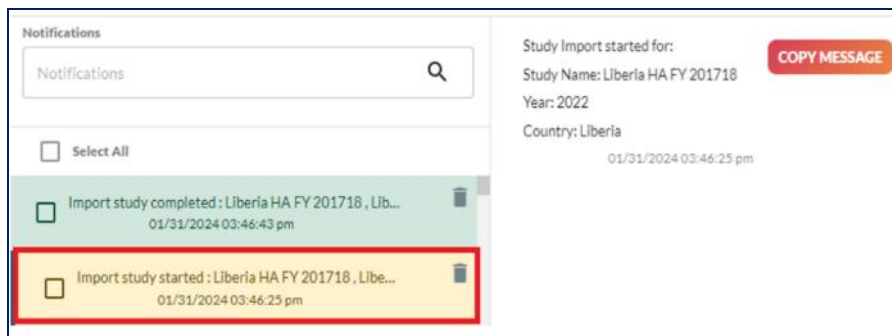 Notifications
Notifications
Select All
Import study completed : Liberia HA FY 201718 , Lib...
01/31/2024 03:46:43 pm
Import study started : Liberia HA FY 201718 , Libe...
01/31/2024 03:46:25 pm
Study Import started for:
COPY MESSAGE
Study Name: Liberia HA FY 201718
Year: 2022
Country: Liberia
01/31/2024 03:46:25 pm